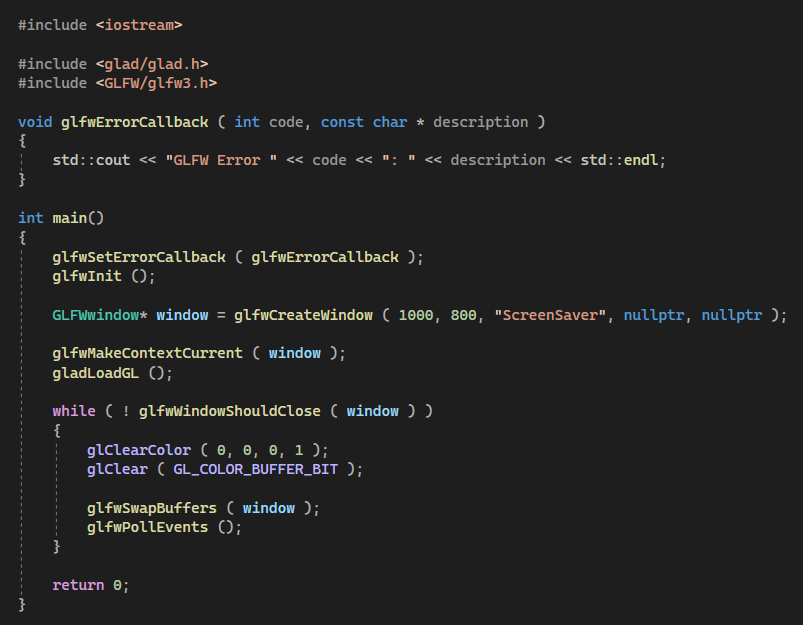 #include <iostream>
#include <glad/glad.h>
#include <GLFW/glfw3.h>
void glfwErrorCallback ( int code, const char * description )
{
std::cout << "GLFW Error " << code << ": " << description << std::endl;
}
int main()
{
glfwSetErrorCallback ( glfwErrorCallback );
glfwInit ();
GLFWwindow* window = glfwCreateWindow ( 1000, 800, "ScreenSaver", nullptr, nullptr );
glfwMakeContextCurrent ( window );
gladLoadGL ();
while ( ! glfwWindowShouldClose ( window ) )
{
glClearColor ( 0, 0, 0, 1 );
glClear ( GL_COLOR_BUFFER_BIT );
glfwSwapBuffers ( window );
glfwPollEvents ();
}
return 0;
}